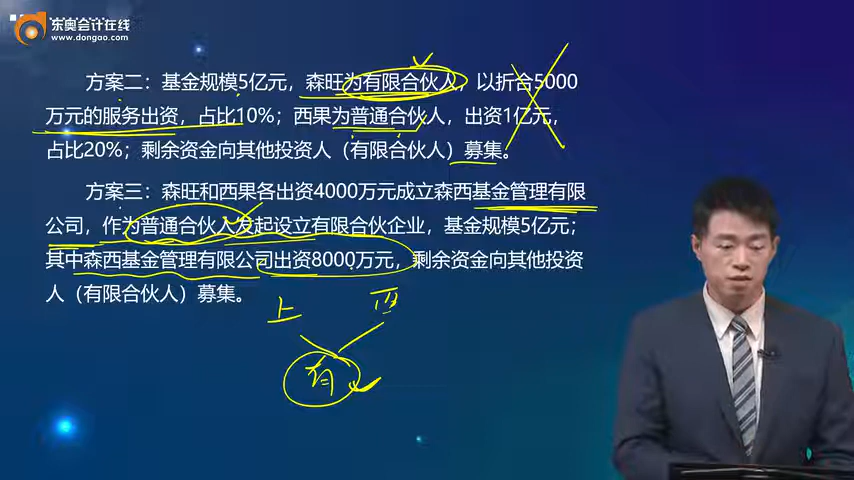 东奥会计在线
www.dongao.com
方案二：基金规模5亿元，森旺为有限合伙人，以折合5000
万元的服务出资，占比10%；西果为普通合伙人，出资1亿元，
占比20%；剩余资金向其他投资人（有限合伙人）募集。
方案三：森旺和西果各出资4000万元成立森西基金管理有限
公司，作为普通合伙人发起设立有限合伙企业，基金规模5亿元；
其中森西基金管理有限公司出资8000万元，剩余资金向其他投资
人（有限合伙人）募集。
上 西
有